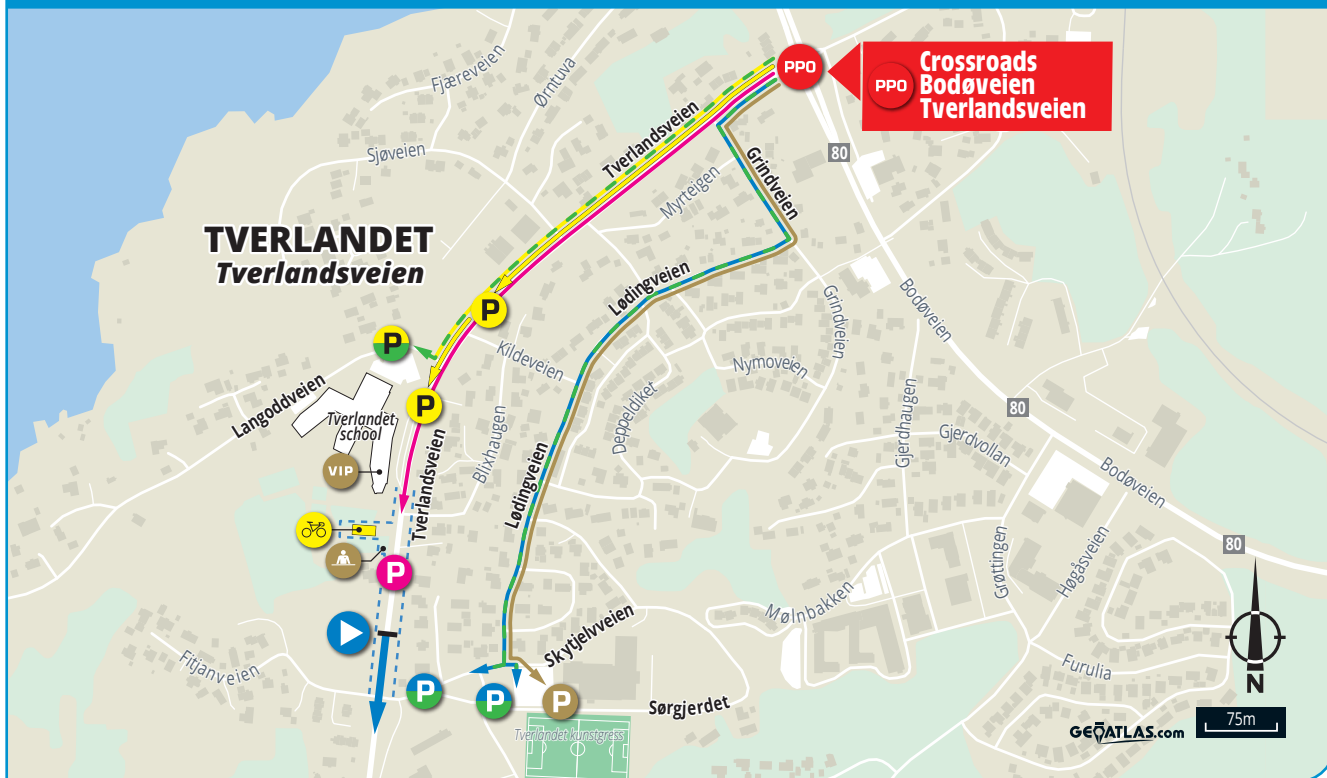 PPO
PPO
Crossroads
Bodøveien
Tverlandsveien
Fjæreveien
Ørntuva
Sjøveien
Tverlandsveien
Myrteigen
Grindveien
80
TVERLANDET
Tverlandsveien
Lødingveien
Grindveien
Bodøveien
P
P
Kildeveien
Nymoveien
P
Langoddveien
Tverlandet
school
VIP
Tverlandsveien
Blixhaugen
Deppeldiket
Gjerdhaugen
Gjerdvollan
80
Bodøveien
Lødingveien
80
P
Grøttingen
Høgåsveien
Mølnbakken
Skytjelvveien
Fitjanveien
Furulia
P
P
P
Sørgjerdet
Tverlandet kunstgress
N
GEOATLAS.com
75m